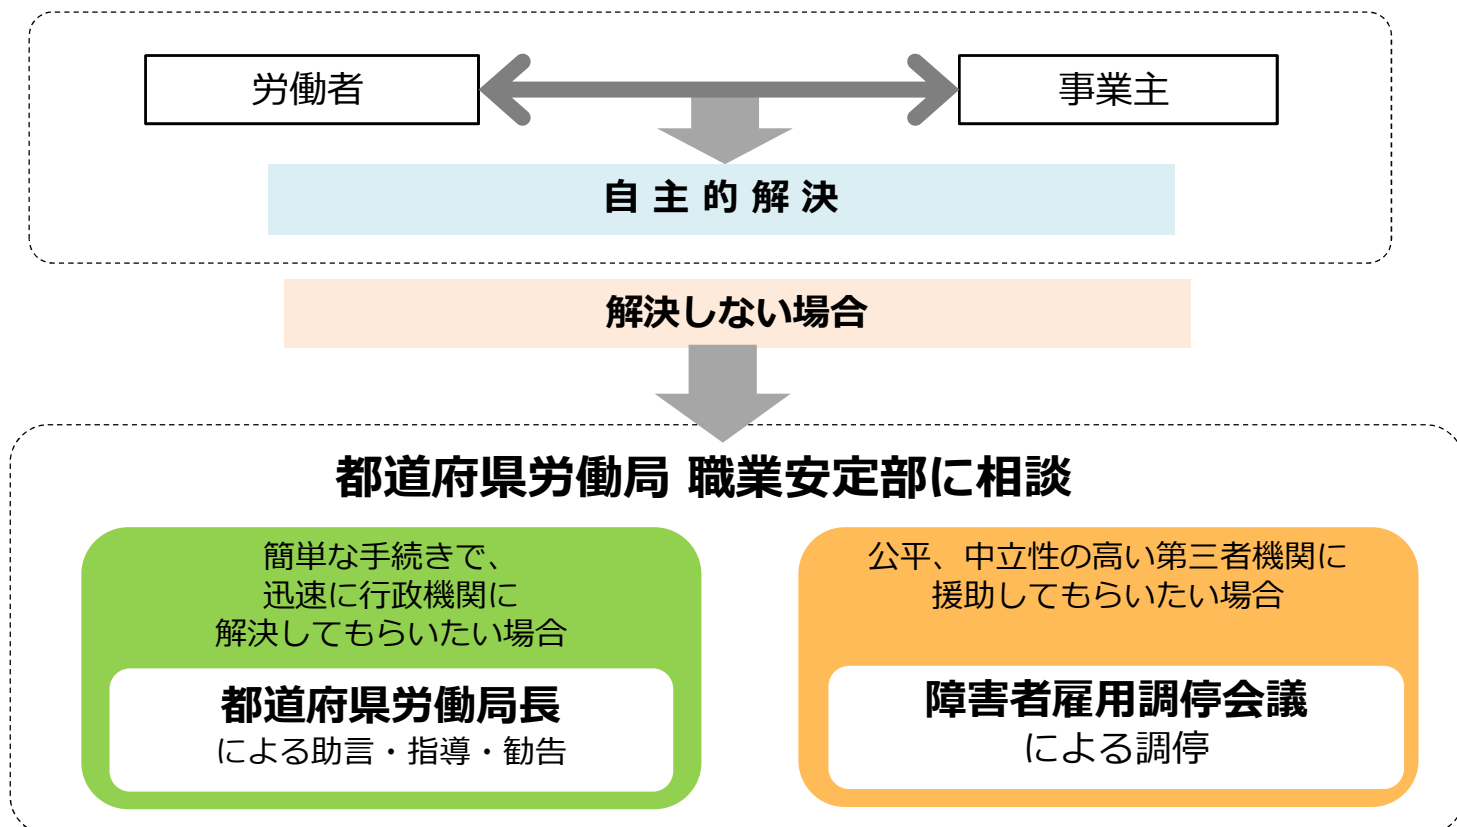 労働者
事業主
自主的解決
解決しない場合
都道府県労働局 職業安定部に相談
簡単な手続きで、
迅速に行政機関に
解決してもらいたい場合
都道府県労働局長
による助言・指導・勧告
公平、中立性の高い第三者機関に
援助してもらいたい場合
障害者雇用調停会議
による調停